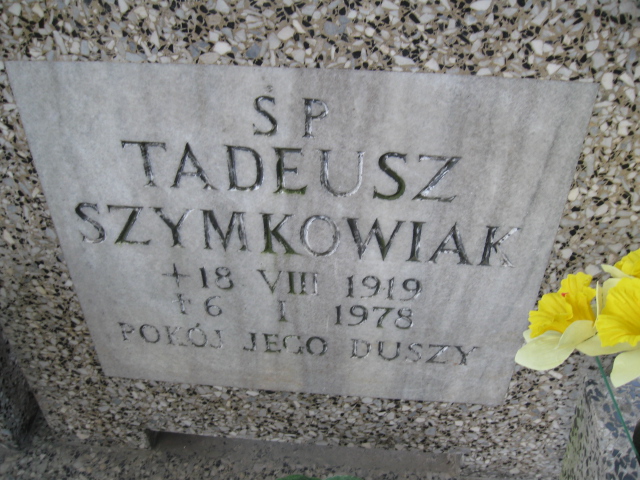 Ś P
TADEUSZ
SZYMKOWIAK
+ 18 VIII 1919
† 6 I 1978
POKÓJ JEGO DUSZY